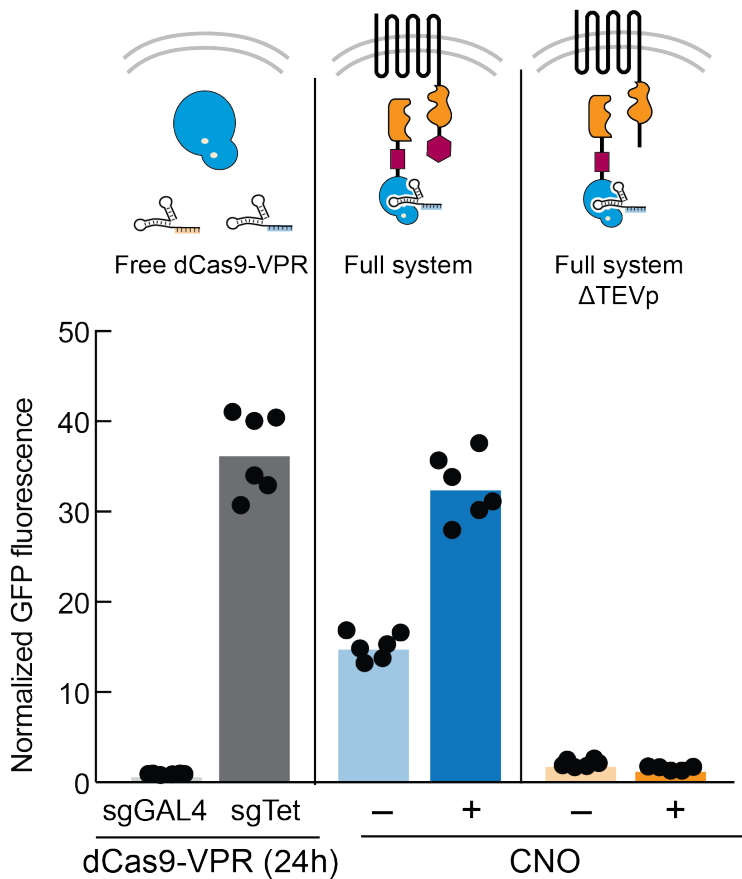 Free dCas9-VPR
Full system
Full system
ΔTEVp
Normalized GFP fluorescence
50
40
30
20
10
0
sgGAL4 sgTet
− + − +
dCas9-VPR (24h)
CNO